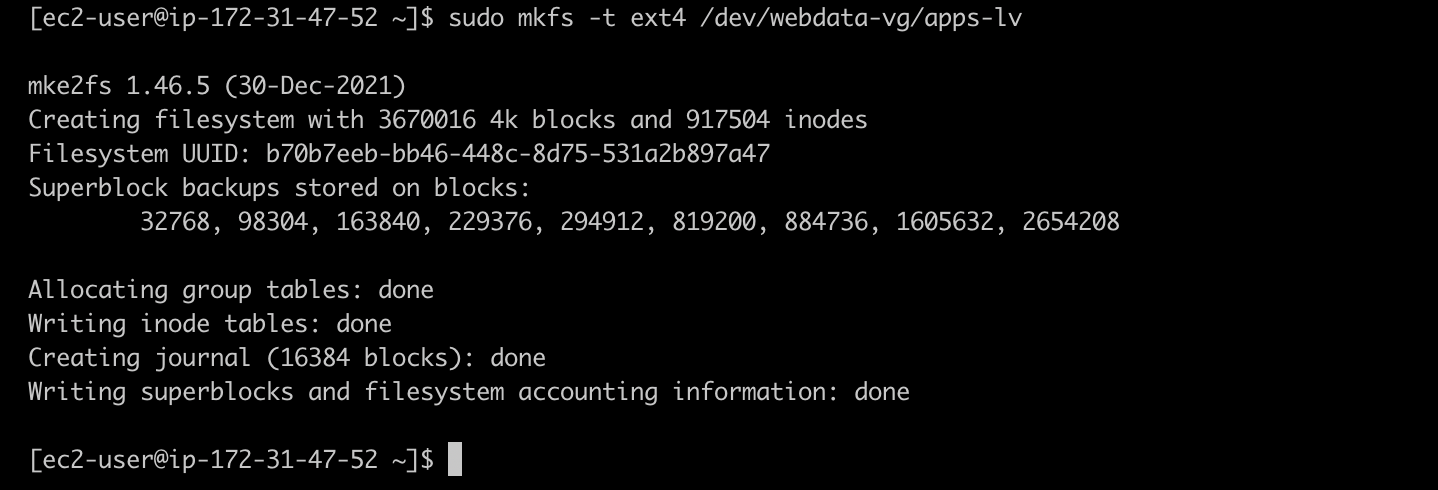 [ec2-user@ip-172-31-47-52 ~]$ sudo mkfs -t ext4 /dev/webdata-vg/apps-lv
mke2fs 1.46.5 (30-Dec-2021)
Creating filesystem with 3670016 4k blocks and 917504 inodes
Filesystem UUID: b70b7eeb-bb46-448c-8d75-531a2b897a47
Superblock backups stored on blocks:
32768, 98304, 163840, 229376, 294912, 819200, 884736, 1605632, 2654208
Allocating group tables: done
Writing inode tables: done
Creating journal (16384 blocks): done
Writing superblocks and filesystem accounting information: done
[ec2-user@ip-172-31-47-52 ~]$